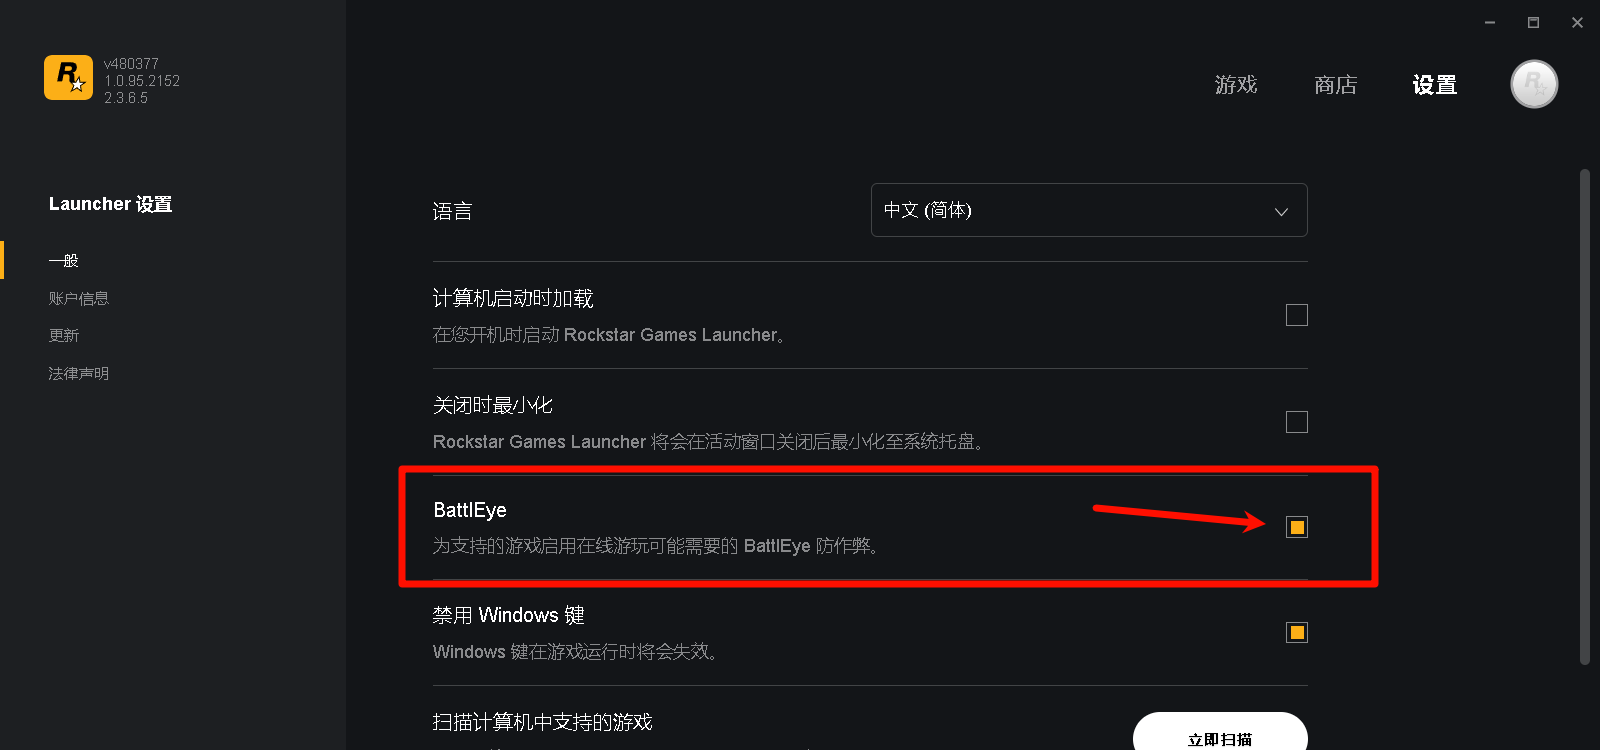 v480377
1.0.95.2152
2.3.6.5
游戏
商店
设置
Launcher 设置
一般
账户信息
更新
法律声明
语言
中文 (简体)
计算机启动时加载
在您开机时启动 Rockstar Games Launcher。
关闭时最小化
Rockstar Games Launcher 将会在活动窗口关闭后最小化至系统托盘。
BattlEye
为支持的游戏启用在线游玩可能需要的 BattlEye 防作弊。
禁用 Windows 键
Windows 键在游戏运行时将会失效。
扫描计算机中支持的游戏
立即扫描